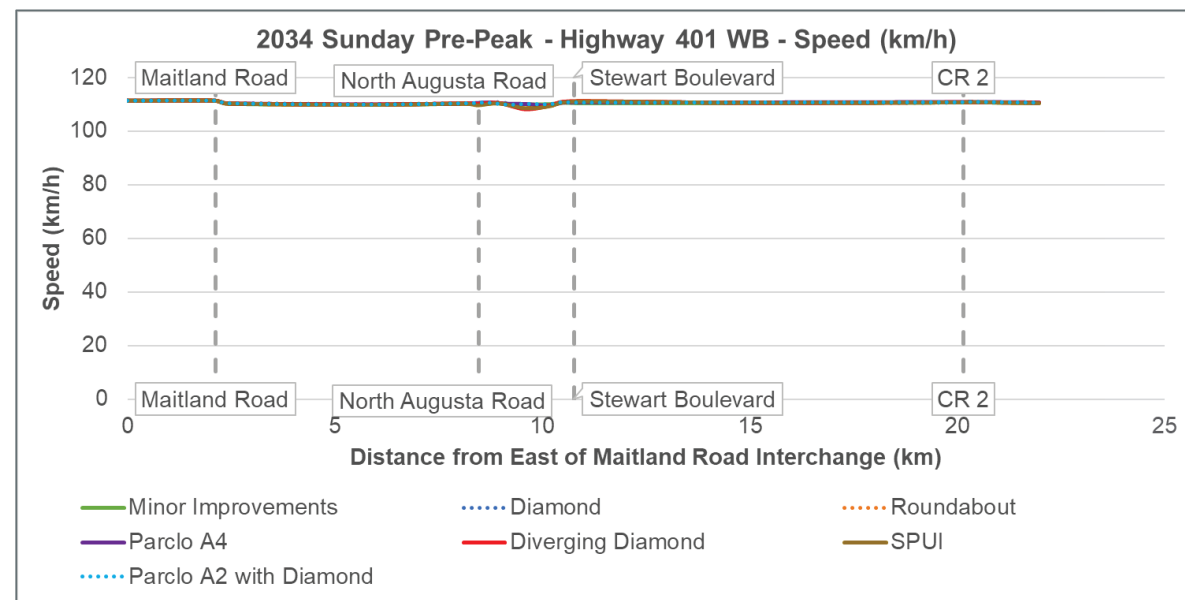 2034 Sunday Pre-Peak - Highway 401 WB - Speed (km/h)
Maitland Road
North Augusta Road
Stewart Boulevard
CR 2
120
100
80
60
40
20
0
Speed (km/h)
Maitland Road
North Augusta Road
Stewart Boulevard
CR 2
0 5 10 15 20 25
Distance from East of Maitland Road Interchange (km)
Minor Improvements Diamond Roundabout
Parclo A4 Diverging Diamond SPUI
Parclo A2 with Diamond